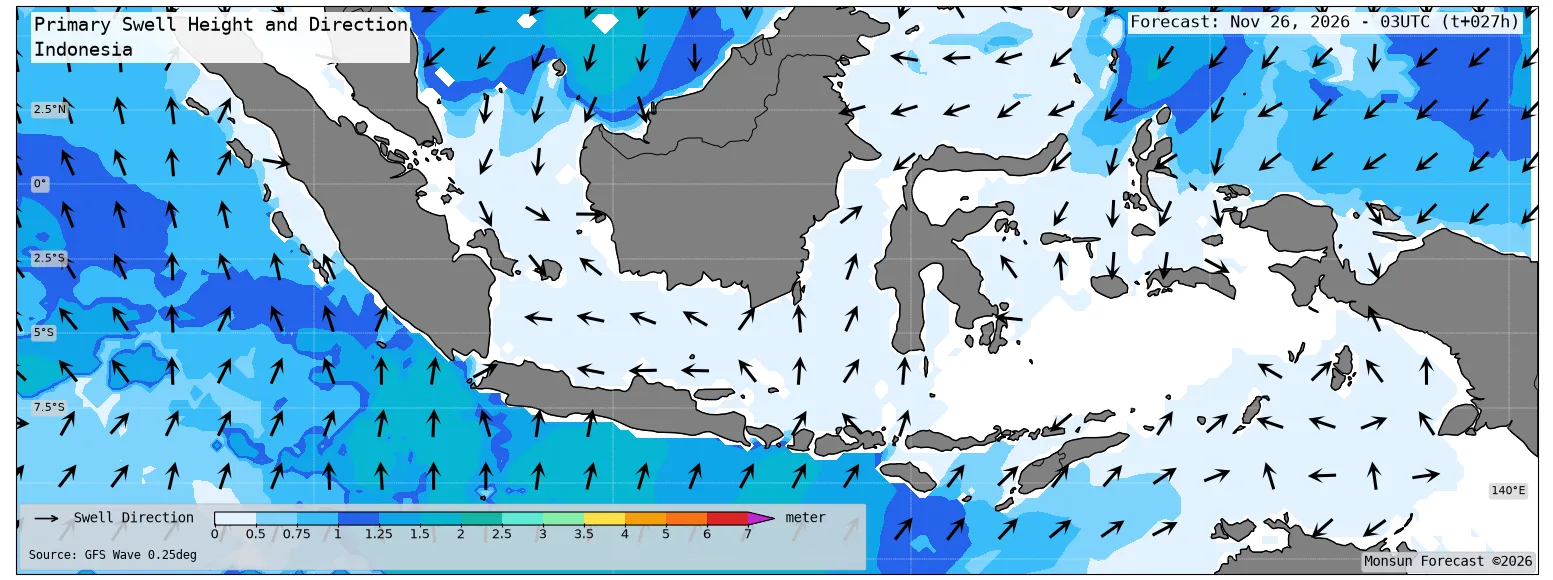 Primary Swell Height and Direction
Indonesia
Forecast: Nov 26, 2026 - 03UTC (t+027h)
2.5°N
0°
2.5°S
5°S
7.5°S
140°E
Swell Direction
0 0.5 0.75 1 1.25 1.5 2 2.5 3 3.5 4 5 6 7
meter
Source: GFS Wave 0.25deg
Monsun Forecast ©2026